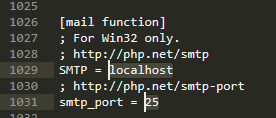 1025
1026 [mail function]
1027 ; For Win32 only.
1028 ; http://php.net/smtp
1029 SMTP = localhost
1030 ; http://php.net/smtp-port
1031 smtp_port = 25
1032